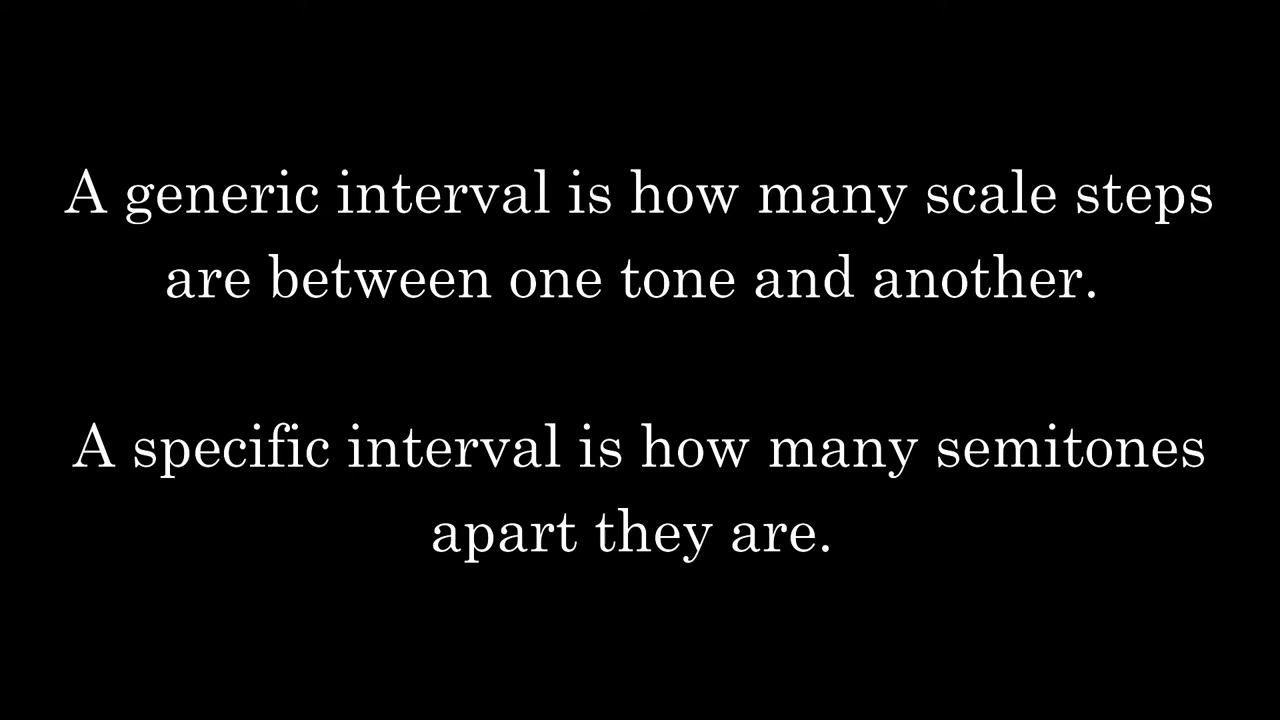 A generic interval is how many scale steps
are between one tone and another.
A specific interval is how many semitones
apart they are.